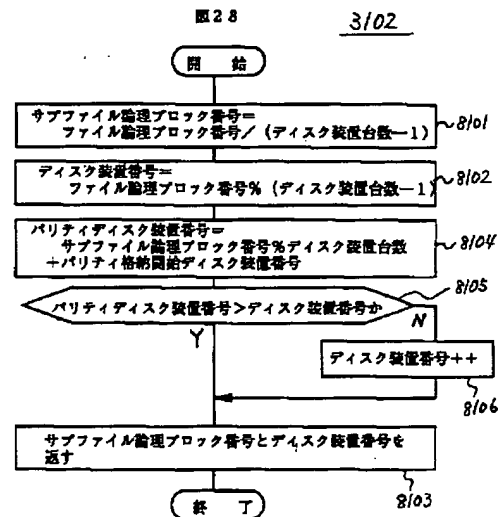 図28
3102
開 始
サブファイル論理ブロック番号=
ファイル論理ブロック番号/(ディスク装置台数-1)
8101
ディスク装置番号=
ファイル論理ブロック番号%(ディスク装置台数-1)
8102
パリティディスク装置番号=
サブファイル論理ブロック番号%ディスク装置台数
+パリティ格納開始ディスク装置番号
8104
パリティディスク装置番号>ディスク装置番号か
8105
Y
N
ディスク装置番号++
8106
サブファイル論理ブロック番号とディスク装置番号を
返す
8103
終 了